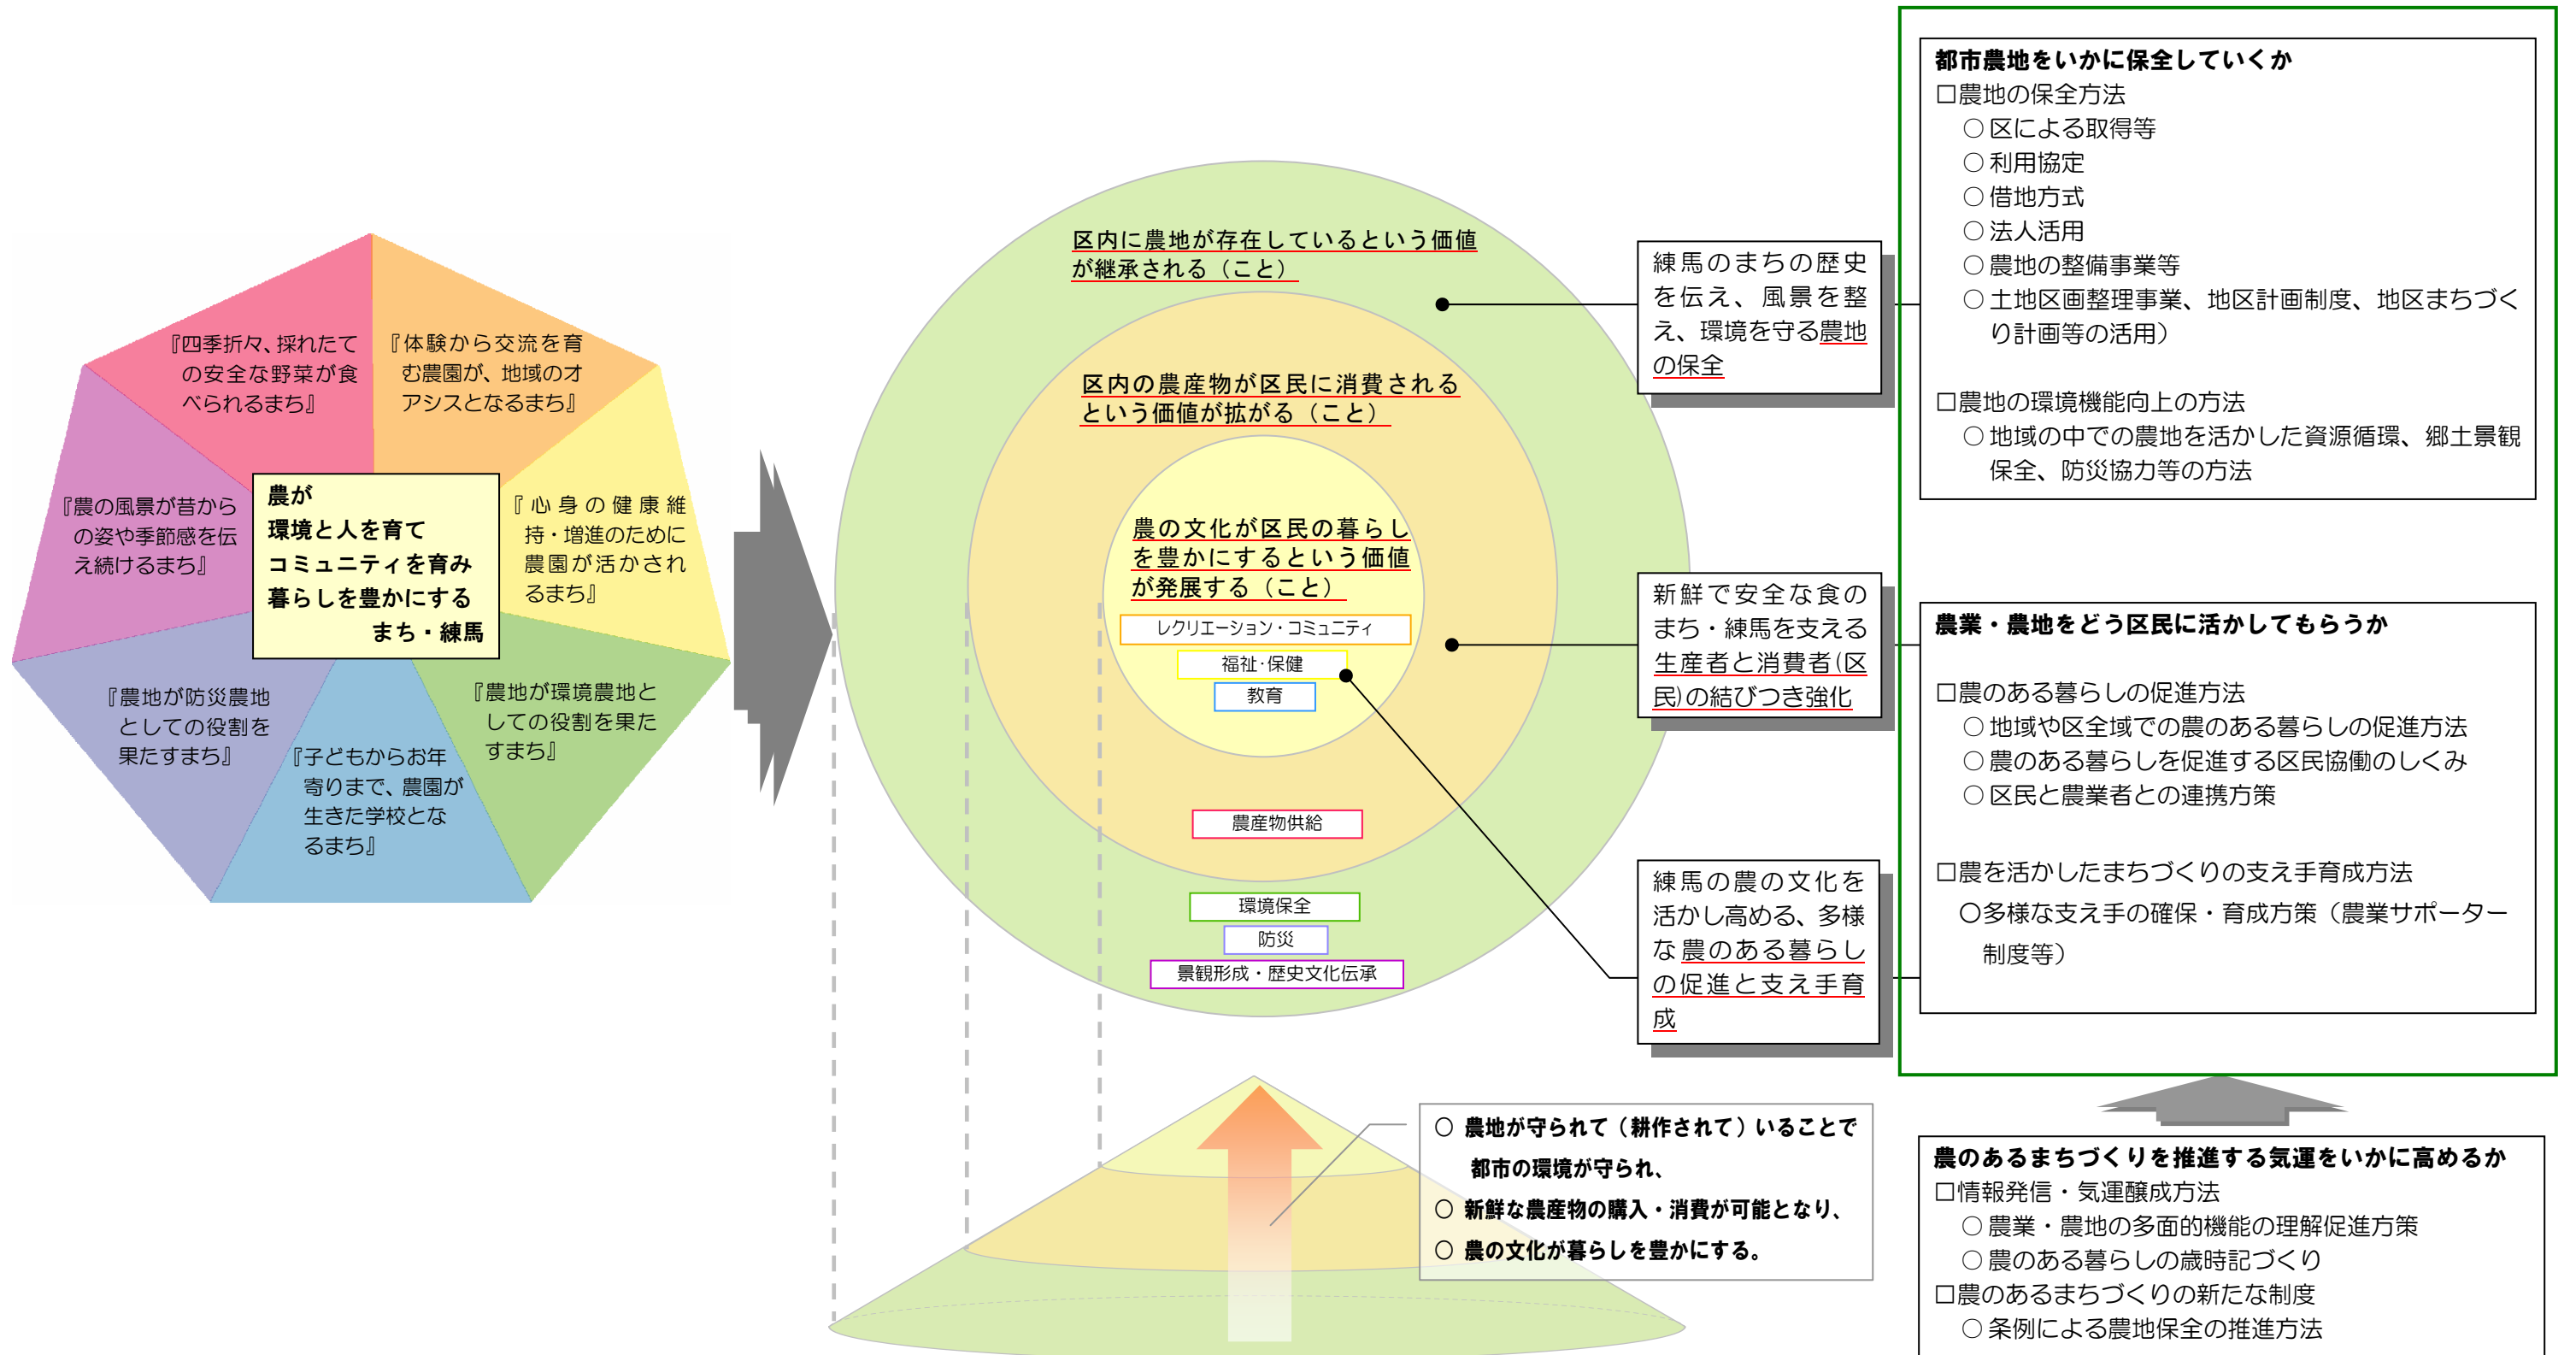 『四季折々、採れたて
の安全な野菜が食
べられるまち』
『体験から交流を育
む農園が、地域のオ
アシスとなるまち』
『心身の健康維
持・増進のために
農園が活かされ
るまち』
『農地が環境農地と
しての役割を果た
すまち』
『子どもからお年
寄りまで、農園が
生きた学校とな
るまち』
『農地が防災農地
としての役割を
果たすまち』
『農の風景が昔から
の姿や季節感を伝
え続けるまち』
農が
環境と人を育て
コミュニティを育み
暮らしを豊かにする
まち・練馬
区内に農地が存在しているという価値
が継承される（こと）
区内の農産物が区民に消費される
という価値が拡がる（こと）
農の文化が区民の暮らし
を豊かにするという価値
が発展する（こと）
レクリエーション・コミュニティ
福祉・保健
教育
農産物供給
環境保全
防災
景観形成・歴史文化伝承
練馬のまちの歴史
を伝え、風景を整
え、環境を守る農地
の保全
新鮮で安全な食の
まち・練馬を支える
生産者と消費者(区
民)の結びつき強化
練馬の農の文化を
活かし高める、多様
な農のある暮らし
の促進と支え手育
成
○ 農地が守られて（耕作されて）いることで
都市の環境が守られ、
○ 新鮮な農産物の購入・消費が可能となり、
○ 農の文化が暮らしを豊かにする。
都市農地をいかに保全していくか
□農地の保全方法
○区による取得等
○利用協定
○借地方式
○法人活用
○農地の整備事業等
○土地区画整理事業、地区計画制度、地区まちづく
り計画等の活用）
□農地の環境機能向上の方法
○地域の中での農地を活かした資源循環、郷土景観
保全、防災協力等の方法
農業・農地をどう区民に活かしてもらうか
□農のある暮らしの促進方法
○地域や区全域での農のある暮らしの促進方法
○農のある暮らしを促進する区民協働のしくみ
○区民と農業者との連携方策
□農を活かしたまちづくりの支え手育成方法
○多様な支え手の確保・育成方策（農業サポーター
制度等）
農のあるまちづくりを推進する気運をいかに高めるか
□情報発信・気運醸成方法
○農業・農地の多面的機能の理解促進方策
○農のある暮らしの歳時記づくり
□農のあるまちづくりの新たな制度
○条例による農地保全の推進方法